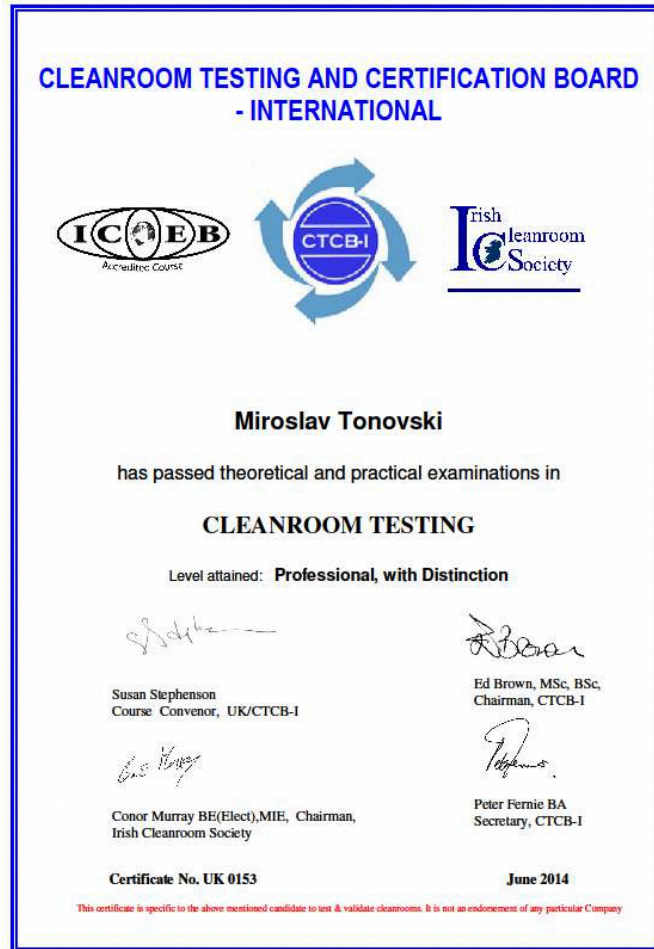 CLEANROOM TESTING AND CERTIFICATION BOARD
- INTERNATIONAL
ICEB
Accredited Course
CTCB-I
Irish
Cleanroom
Society
Miroslav Tonovski
has passed theoretical and practical examinations in
CLEANROOM TESTING
Level attained: Professional, with Distinction
Susan Stephenson
Course Convenor, UK/CTCB-I
Ed Brown, MSc, BSc,
Chairman, CTCB-I
Conor Murray BE(Elect),MIE, Chairman,
Irish Cleanroom Society
Peter Fernie BA
Secretary, CTCB-I
Certificate No. UK 0153
June 2014
This certificate is specific to the above mentioned candidate to test & validate cleanrooms. It is not an endorsement of any particular Company